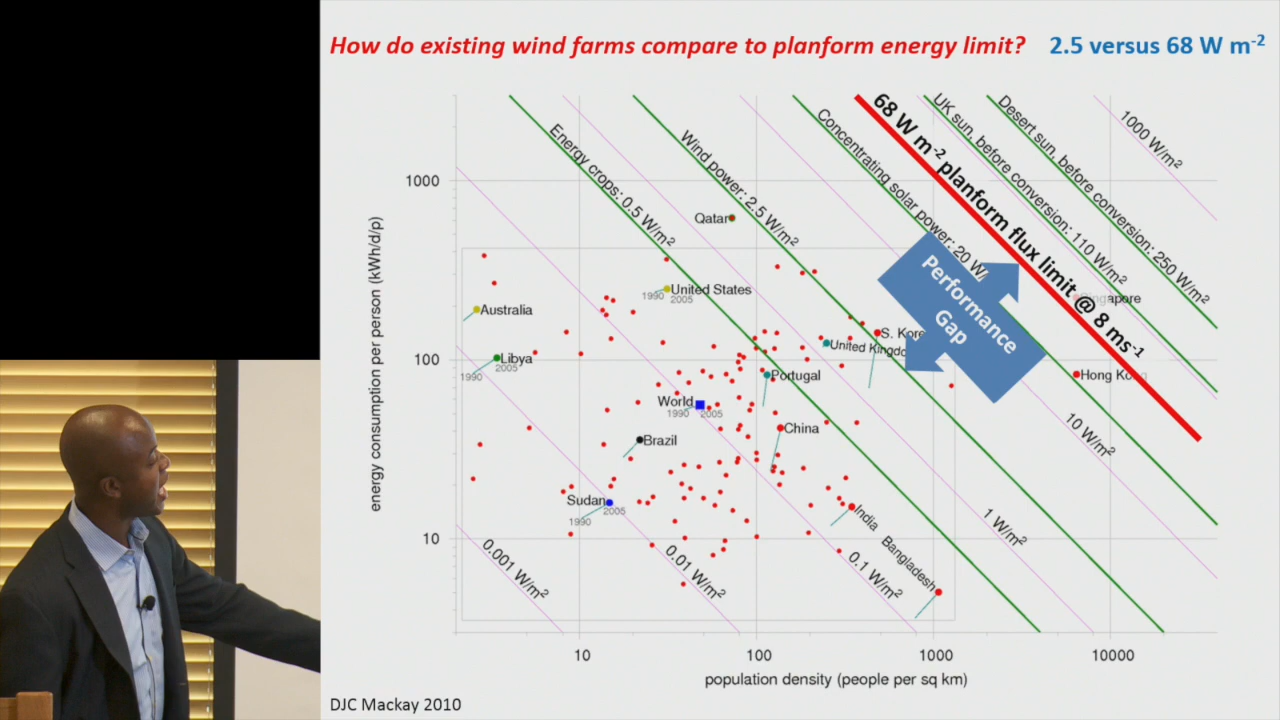 How do existing wind farms compare to planform energy limit? 2.5 versus 68 W m-2
energy consumption per person (kWh/d/p)
1000
100
10
Energy crops: 0.5 W/m2
Wind power: 2.5 W/m2
Concentrating solar power: 20 W/
68 W m-2 planform flux limit @ 8 ms-1
UK sun, before conversion: 110 W/m2
Desert sun, before conversion: 250 W/m2
1000 W/m2
Qatar
United States
1990 2005
Australia
Performance
Gap
S. Kore
United Kingdo
Libya
1990 2005
Portugal
Hong Ko
World
1990 2005
China
10 W/m2
Brazil
Sudan
1990 2005
India
Bangladesh
1 W/m2
0.001 W/m2
0.01 W/m2
0.1 W/m2
10
100
1000
10000
population density (people per sq km)
DJC Mackay 2010